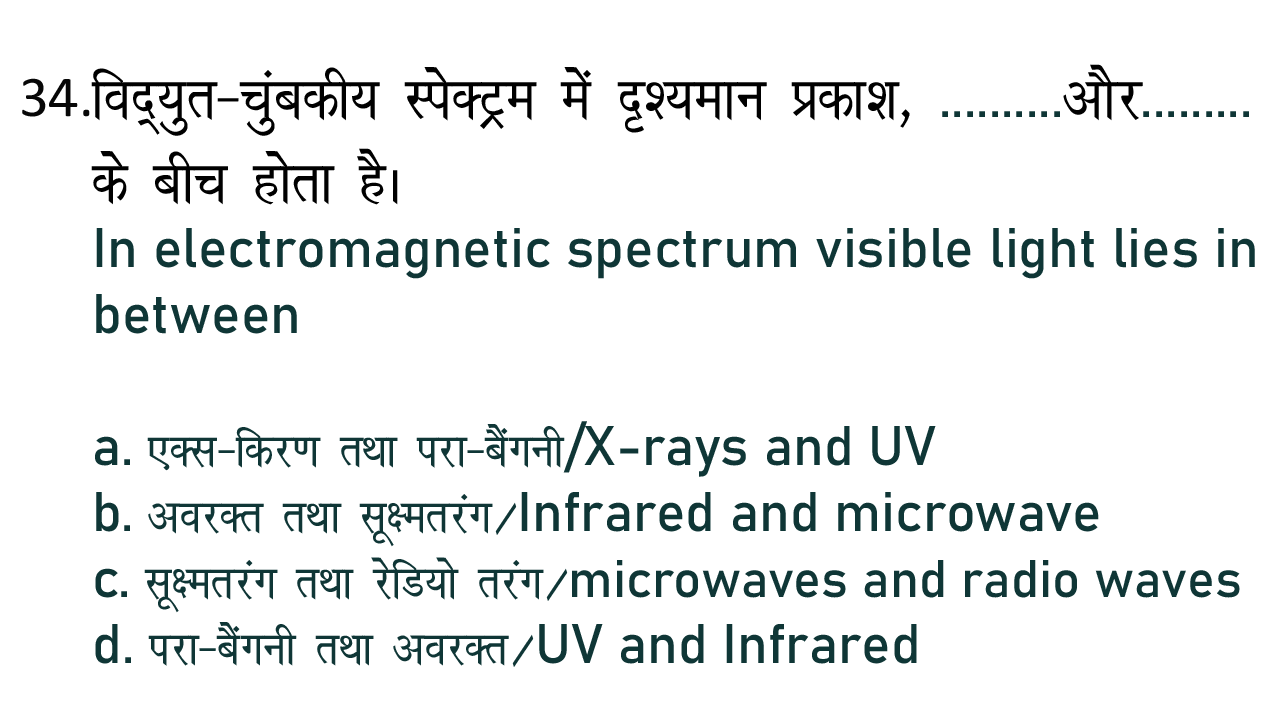 34.विद्युत-चुंबकीय स्पेक्ट्रम में दृश्यमान प्रकाश, ..........और.........
के बीच होता है।
In electromagnetic spectrum visible light lies in
between
a. एक्स-किरण तथा परा-बैंगनी/X-rays and UV
b. अवरक्त तथा सूक्ष्मतरंग/Infrared and microwave
c. सूक्ष्मतरंग तथा रेडियो तरंग/microwaves and radio waves
d. परा-बैंगनी तथा अवरक्त/UV and Infrared